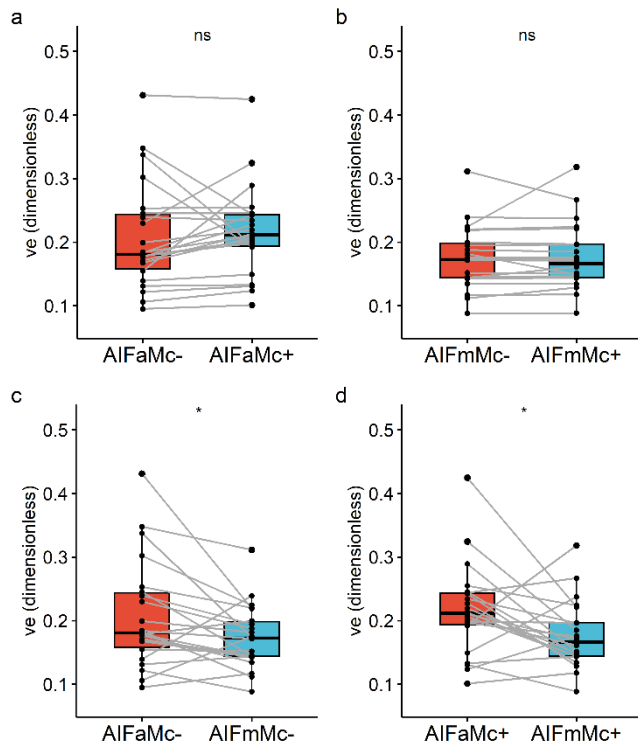 a
ns
ve (dimensionless)
0.5
0.4
0.3
0.2
0.1
AIFaMc- AIFaMc+
b
ns
ve (dimensionless)
0.5
0.4
0.3
0.2
0.1
AIFmMc- AIFmMc+
c
*
ve (dimensionless)
0.5
0.4
0.3
0.2
0.1
AIFaMc- AIFmMc-
d
*
ve (dimensionless)
0.5
0.4
0.3
0.2
0.1
AIFaMc+ AIFmMc+